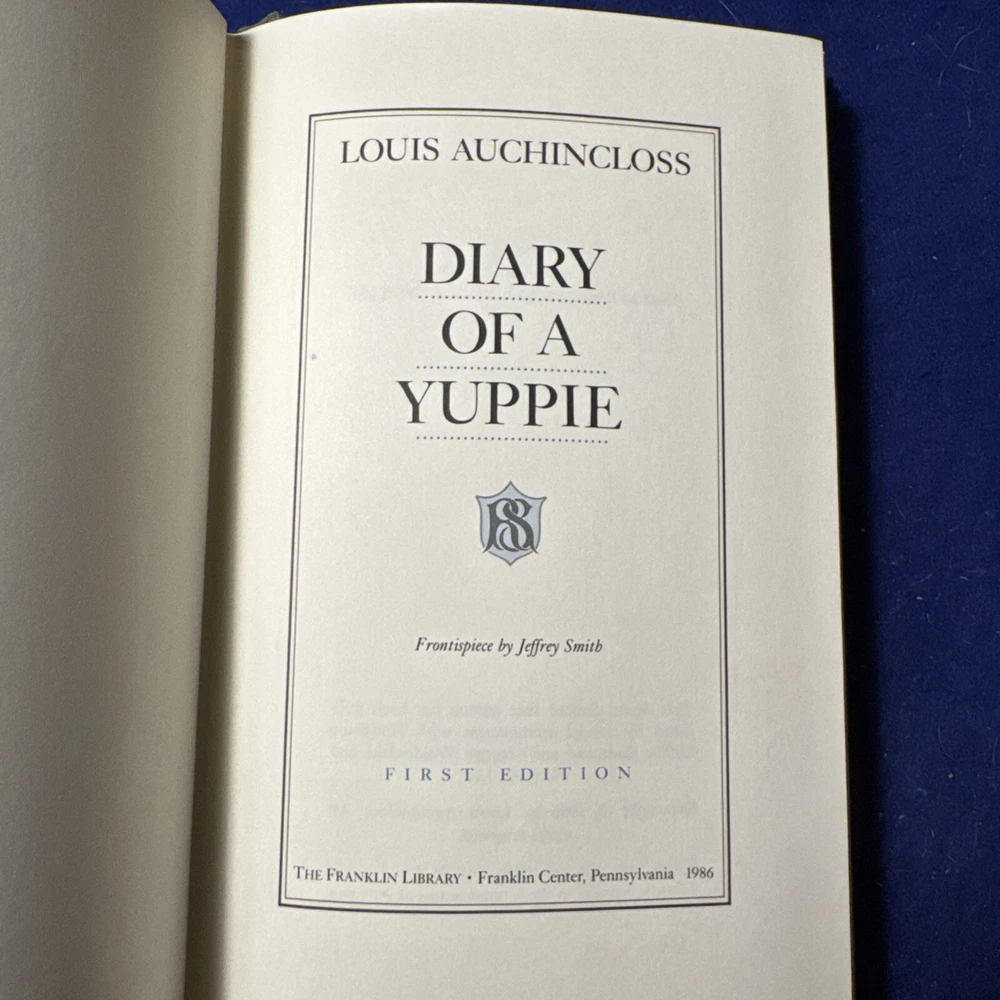 LOUIS AUCHINCLOSS
DIARY
OF A
YUPPIE
Frontispiece by Jeffrey Smith
FIRST EDITION
THE FRANKLIN LIBRARY • Franklin Center, Pennsylvania 1986